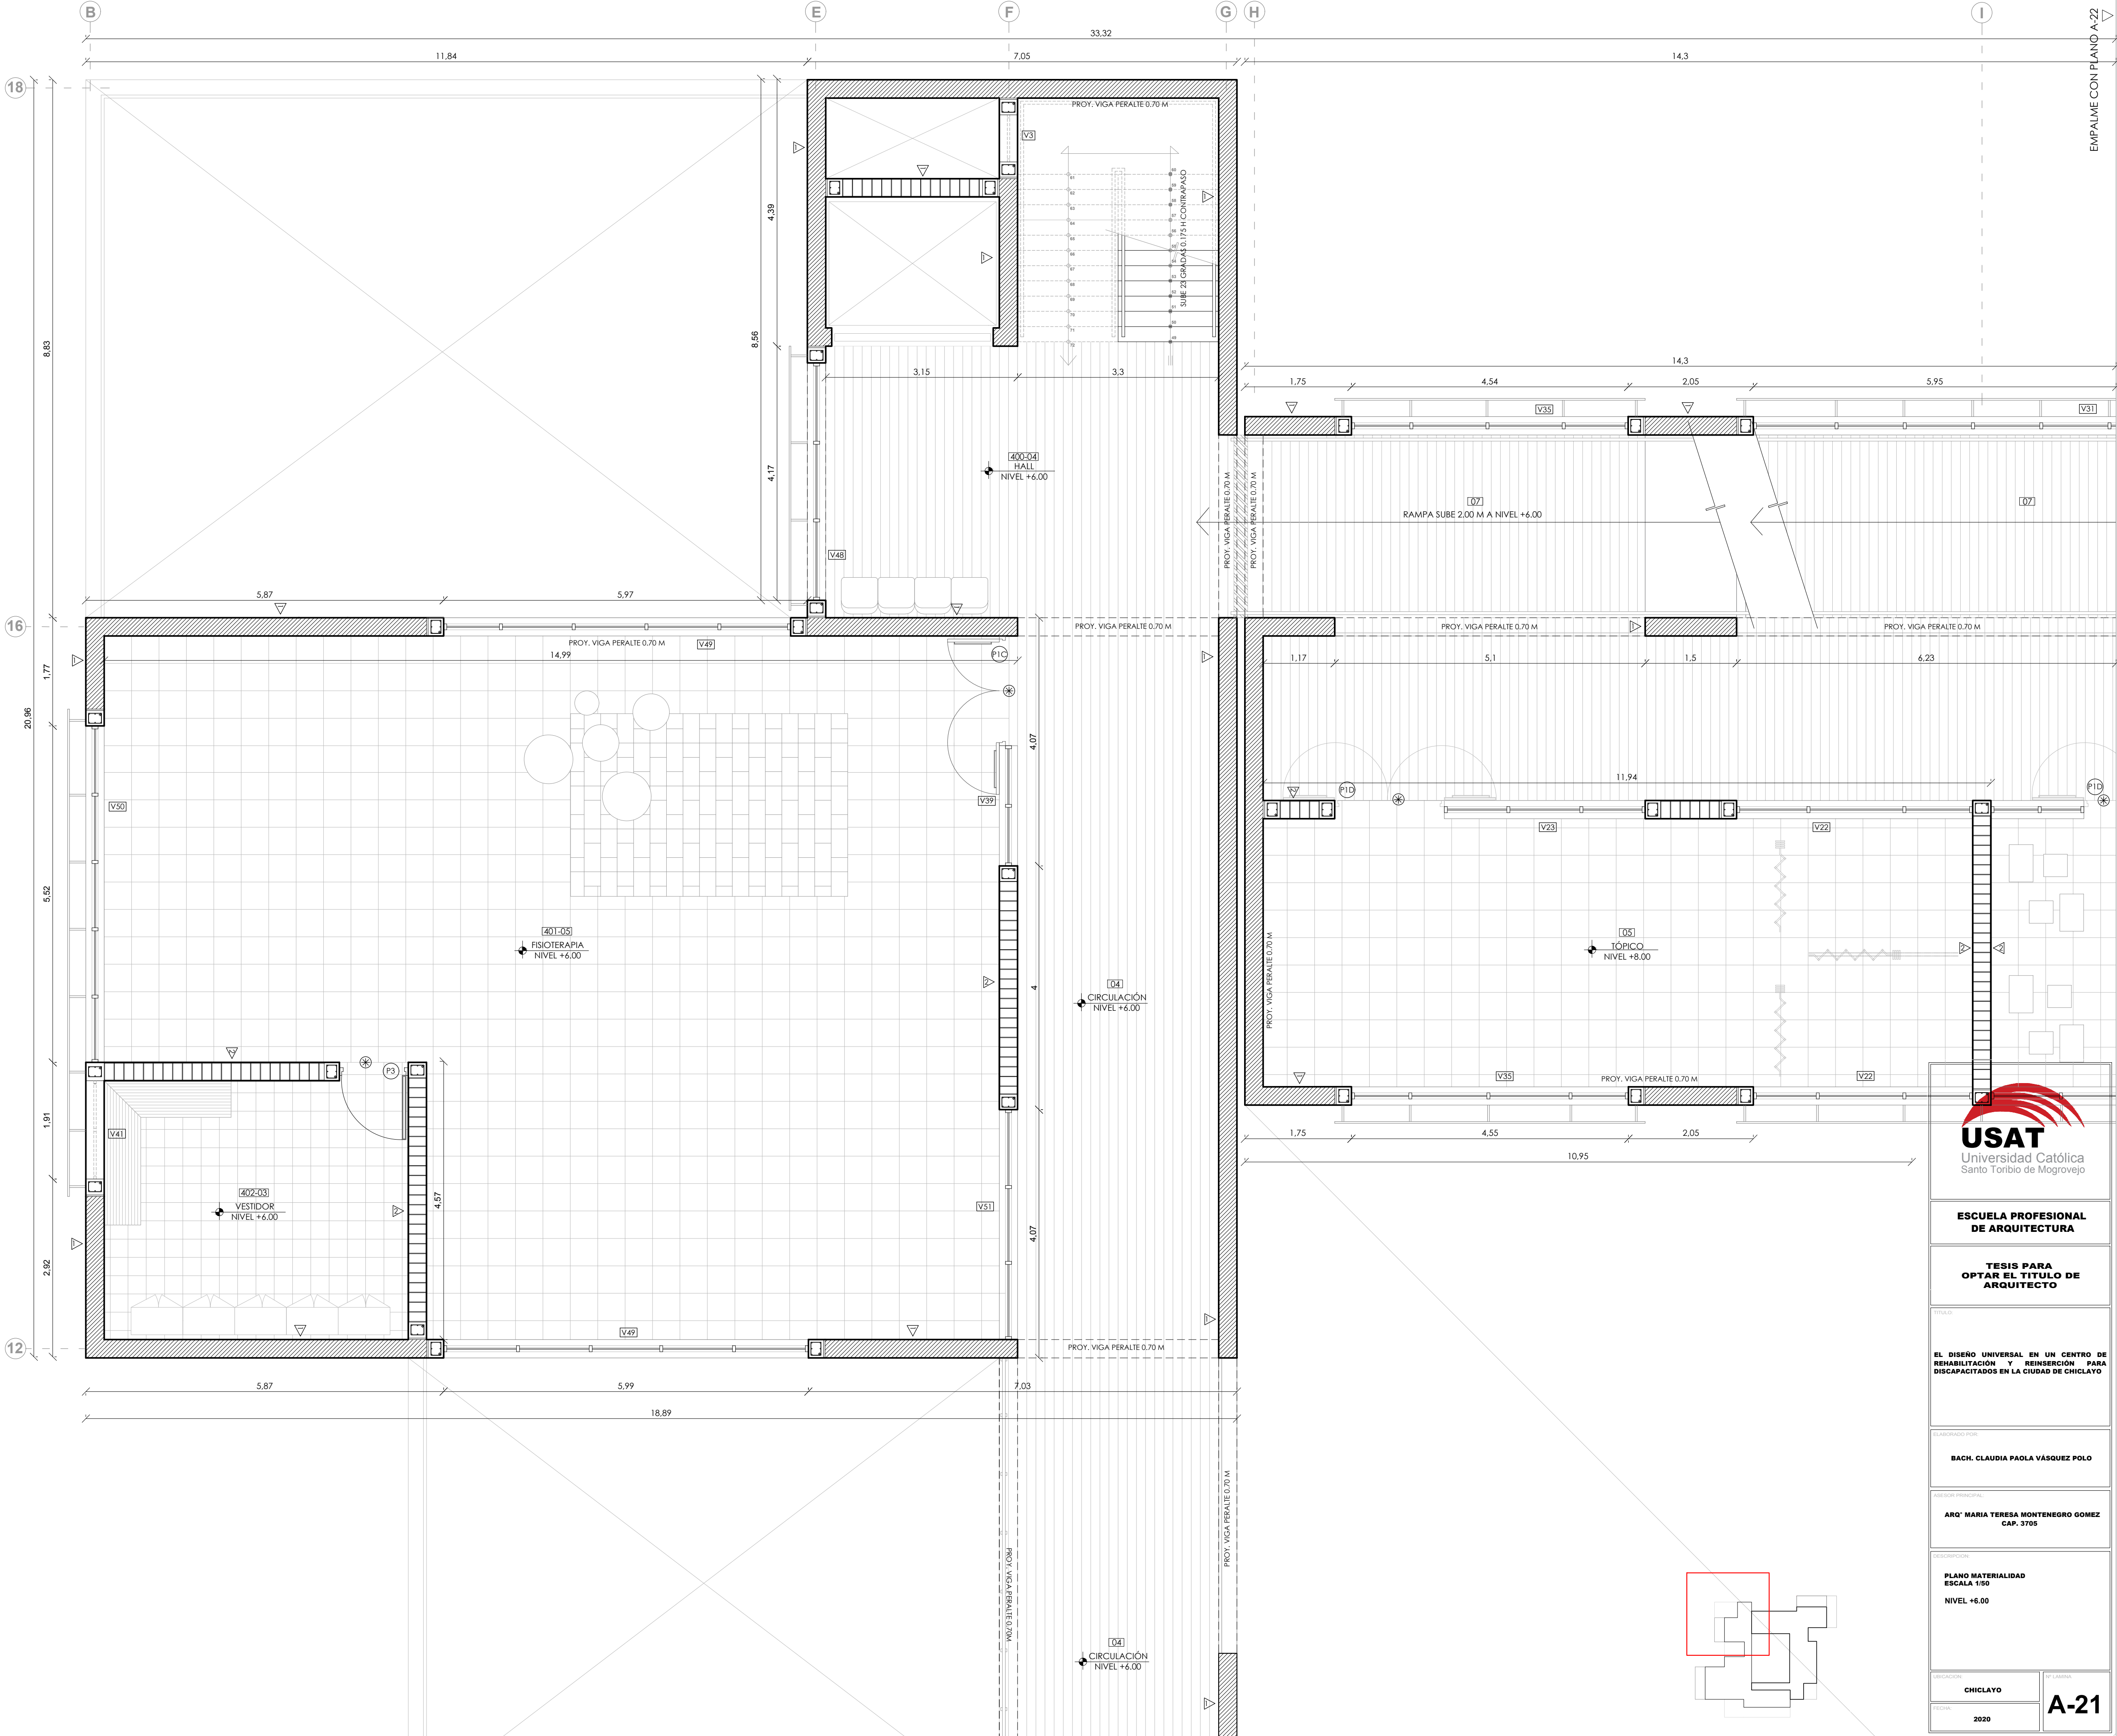 B
E
F
G
H
I
33,32
11,84
7,05
14,3
EMPALME CON PLANO A-22
18
16
12
20,96
8,83
1,77
5,52
1,91
2,92
8,56
4,39
4,17
PROY. VIGA PERALTE 0.70 M
V3
SUBE 23 GRADAS 0.175 H CONTRAPASO
3,15
3,3
14,3
1,75
4,54
2,05
5,95
V35
V31
400-04
HALL
NIVEL +6.00
V48
PROY. VIGA PERALTE 0.70 M
PROY. VIGA PERALTE 0.70 M
07
RAMPA SUBE 2.00 M A NIVEL +6.00
07
5,87
5,97
PROY. VIGA PERALTE 0.70 M
V49
14,99
P1C
PROY. VIGA PERALTE 0.70 M
PROY. VIGA PERALTE 0.70 M
PROY. VIGA PERALTE 0.70 M
1,17
5,1
1,5
6,23
4,07
V50
V39
11,94
P1D
P1D
V23
V22
401-05
FISIOTERAPIA
NIVEL +6.00
4
04
CIRCULACIÓN
NIVEL +6.00
PROY. VIGA PERALTE 0.70 M
05
TÓPICO
NIVEL +8.00
P3
V35
PROY. VIGA PERALTE 0.70 M
V22
V41
1,75
4,55
2,05
10,95
402-03
VESTIDOR
NIVEL +6.00
4,57
V51
4,07
V49
PROY. VIGA PERALTE 0.70 M
5,87
5,99
7,03
18,89
PROY. VIGA PERALTE 0.70M
PROY. VIGA PERALTE 0.70 M
04
CIRCULACIÓN
NIVEL +6.00
USAT
Universidad Católica
Santo Toribio de Mogrovejo
ESCUELA PROFESIONAL
DE ARQUITECTURA
TESIS PARA
OPTAR EL TITULO DE
ARQUITECTO
TITULO:
EL DISEÑO UNIVERSAL EN UN CENTRO DE
REHABILITACIÓN Y REINSERCIÓN PARA
DISCAPACITADOS EN LA CIUDAD DE CHICLAYO
ELABORADO POR:
BACH. CLAUDIA PAOLA VÁSQUEZ POLO
ASESOR PRINCIPAL:
ARQ° MARIA TERESA MONTENEGRO GOMEZ
CAP. 3705
DESCRIPCIÓN:
PLANO MATERIALIDAD
ESCALA 1/50
NIVEL +6.00
UBICACIÓN:
CHICLAYO
FECHA:
2020
N° LAMINA:
A-21